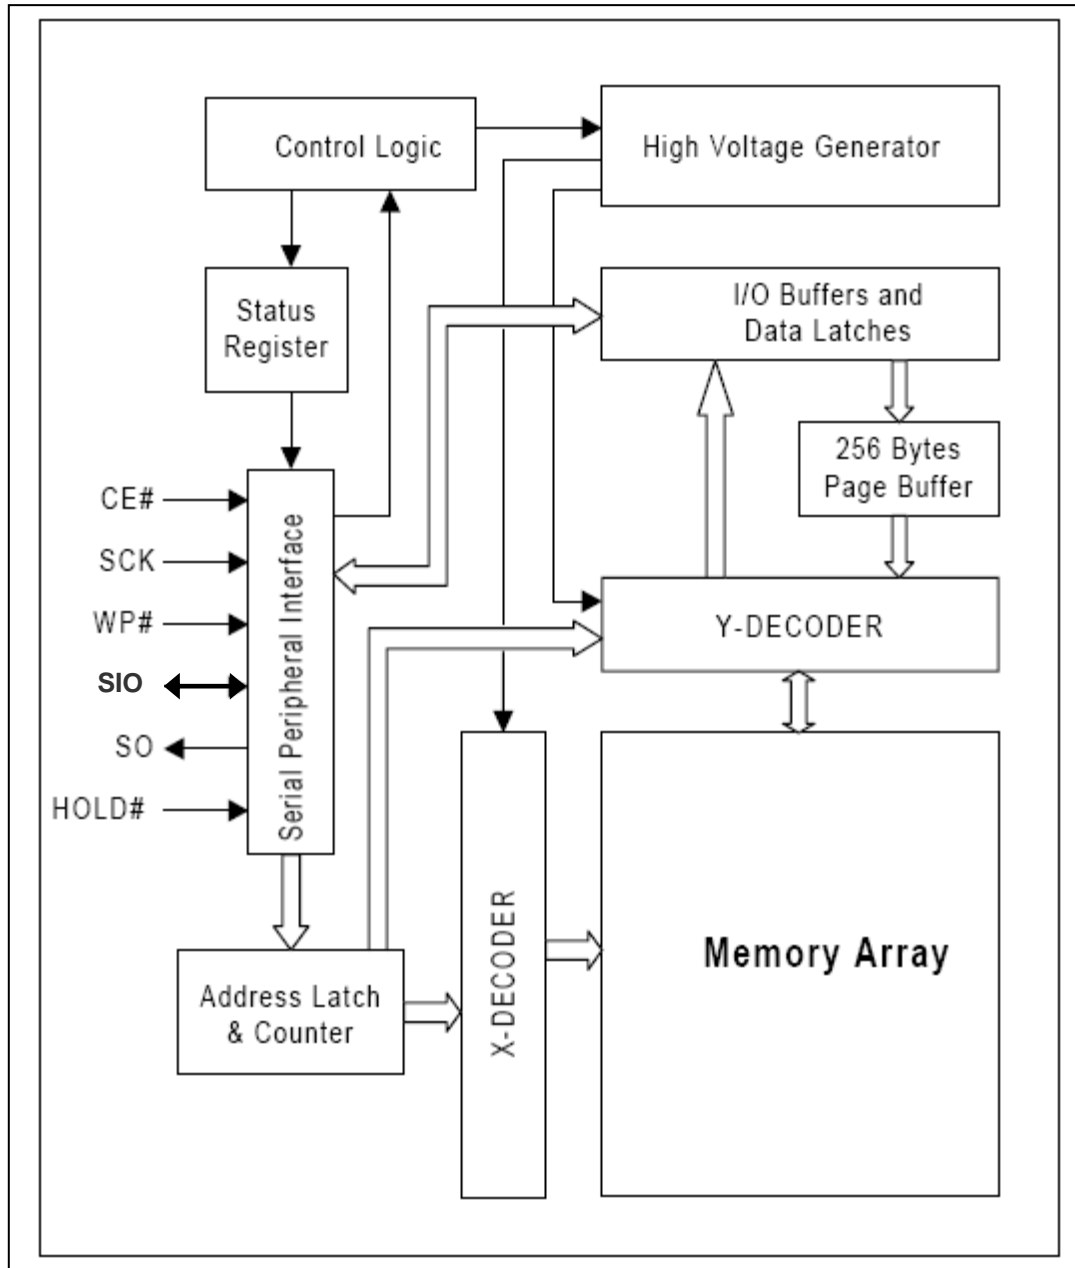 Control Logic
High Voltage Generator
Status
Register
I/O Buffers and
Data Latches
256 Bytes
Page Buffer
CE#
SCK
WP#
SIO
SO
HOLD#
Serial Peripheral Interface
Y-DECODER
X-DECODER
Memory Array
Address Latch
& Counter